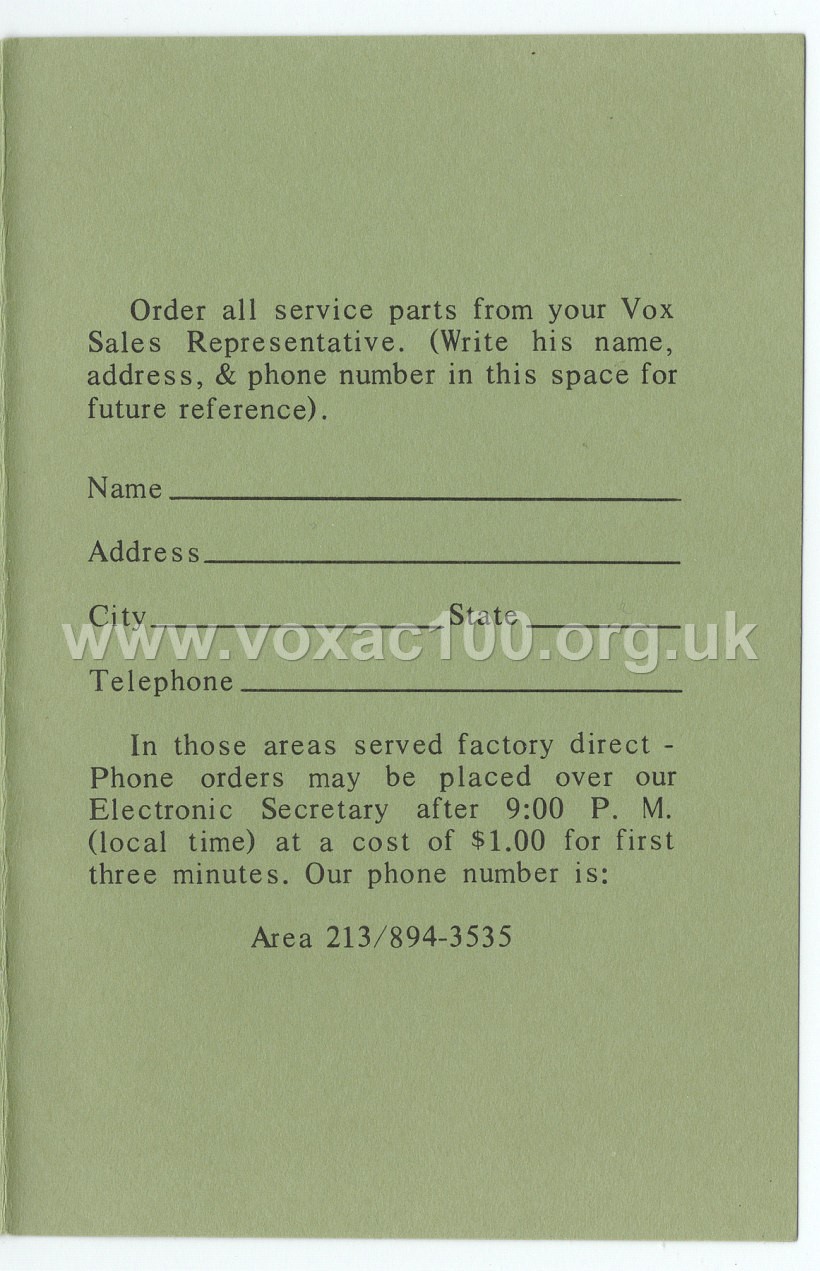 Order all service parts from your Vox
Sales Representative. (Write his name,
address, & phone number in this space for
future reference).
Name
Address
City State
www.voxac100.org.uk
Telephone
In those areas served factory direct -
Phone orders may be placed over our
Electronic Secretary after 9:00 P. M.
(local time) at a cost of $1.00 for first
three minutes. Our phone number is:
Area 213/894-3535